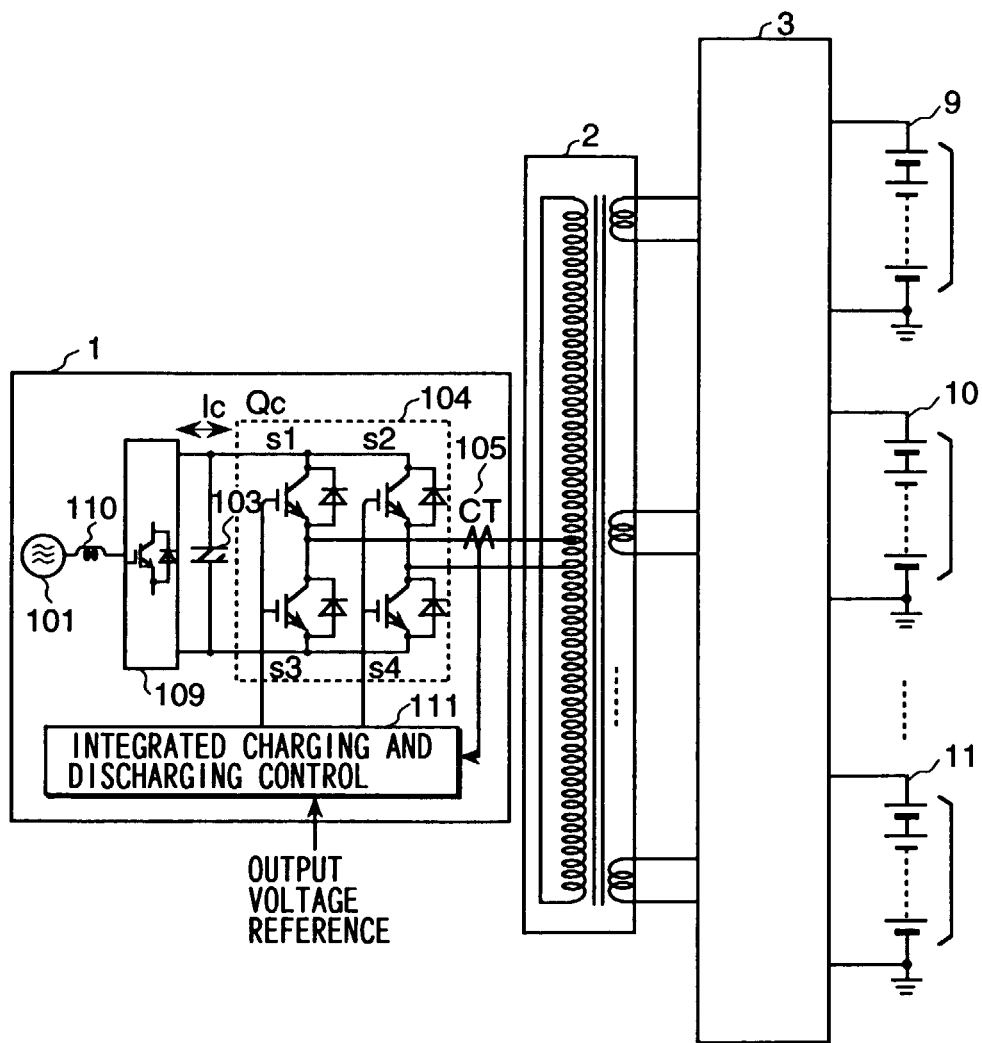 3
9
2
1
Ic
Qc
104
s1
s2
105
10
110
103
CT
101
s3
s4
109
111
INTEGRATED CHARGING AND
DISCHARGING CONTROL
11
OUTPUT
VOLTAGE
REFERENCE